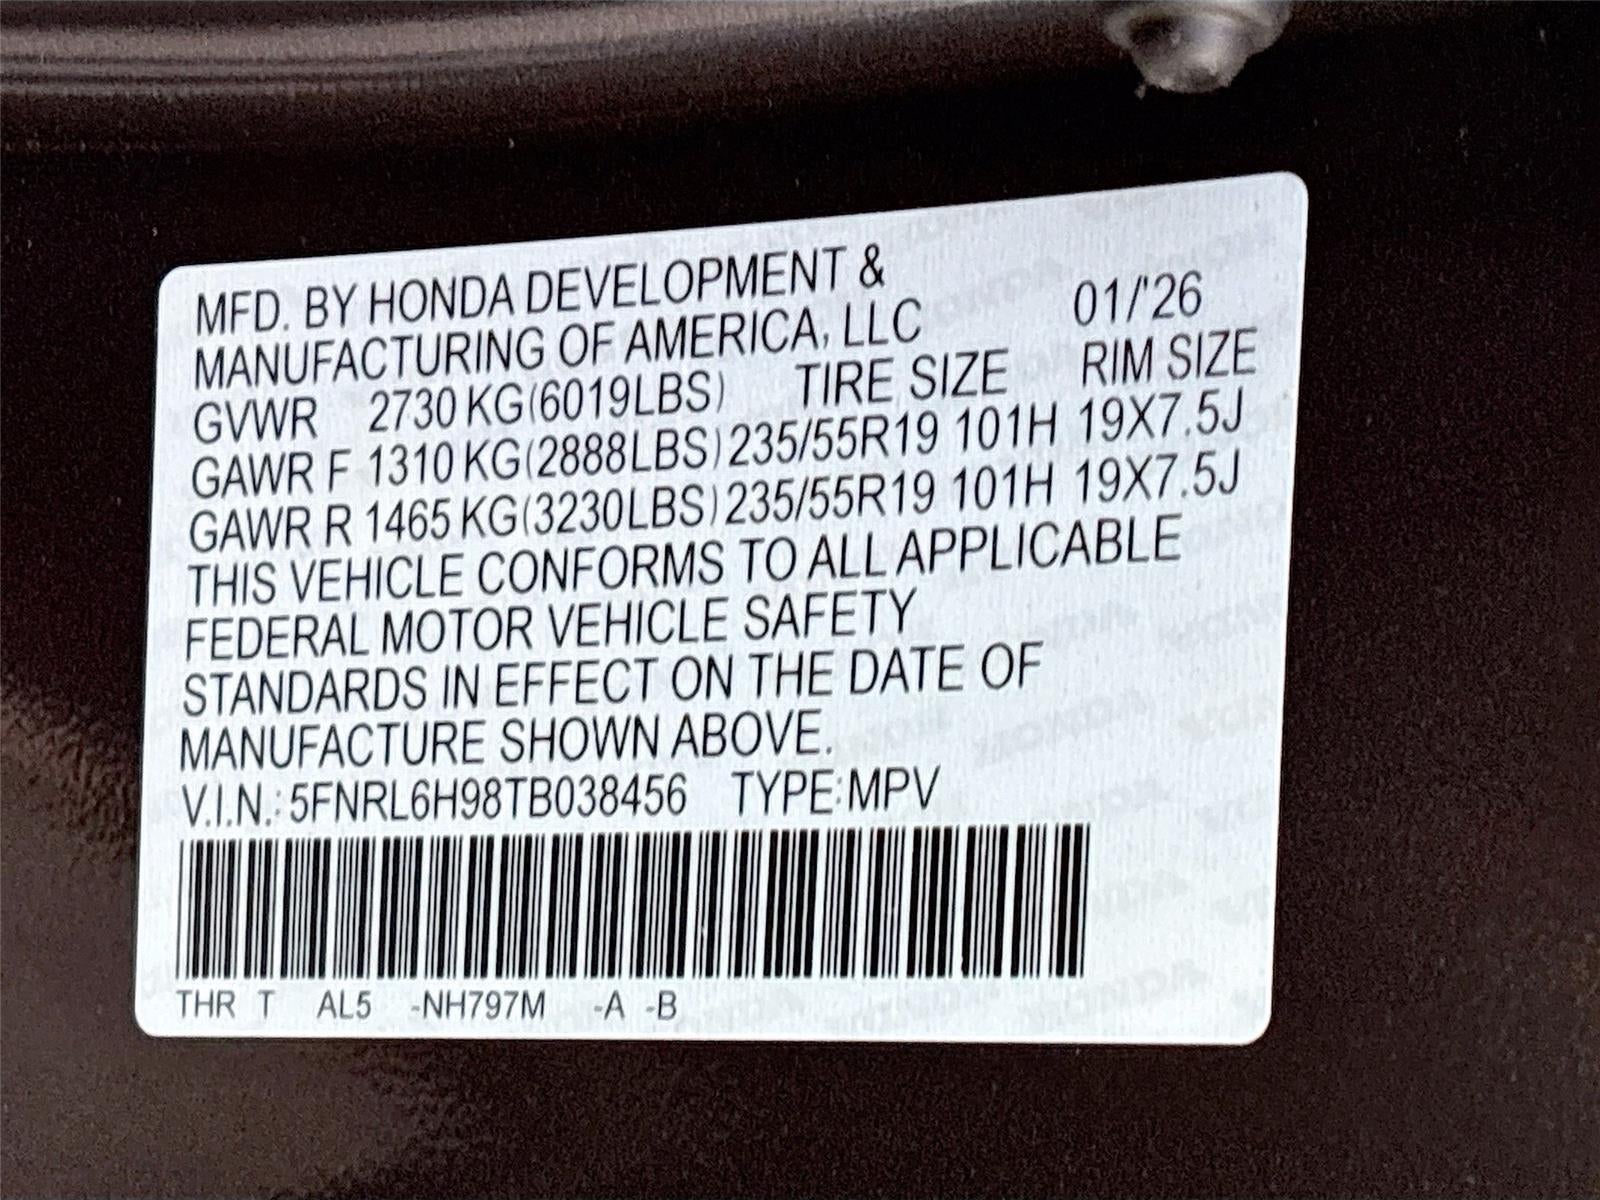 MFD. BY HONDA DEVELOPMENT &
MANUFACTURING OF AMERICA, LLC 01/'26
GVWR 2730 KG(6019LBS) TIRE SIZE RIM SIZE
GAWR F 1310 KG(2888LBS) 235/55R19 101H 19X7.5J
GAWR R 1465 KG(3230LBS) 235/55R19 101H 19X7.5J
THIS VEHICLE CONFORMS TO ALL APPLICABLE
FEDERAL MOTOR VEHICLE SAFETY
STANDARDS IN EFFECT ON THE DATE OF
MANUFACTURE SHOWN ABOVE.
V.I.N.: 5FNRL6H98TB038456 TYPE:MPV
THR T AL5 -NH797M -A -B